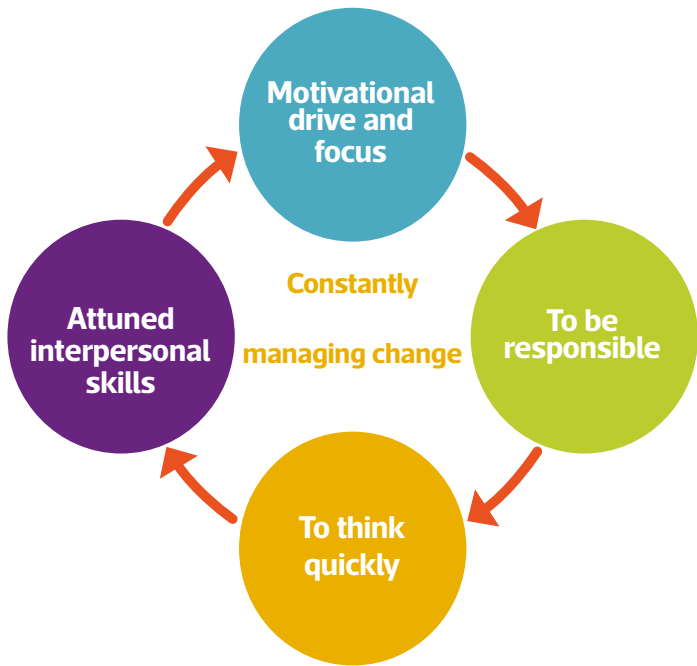 Motivational
drive and
focus
Constantly
managing change
To be
responsible
To think
quickly
Attuned
interpersonal
skills